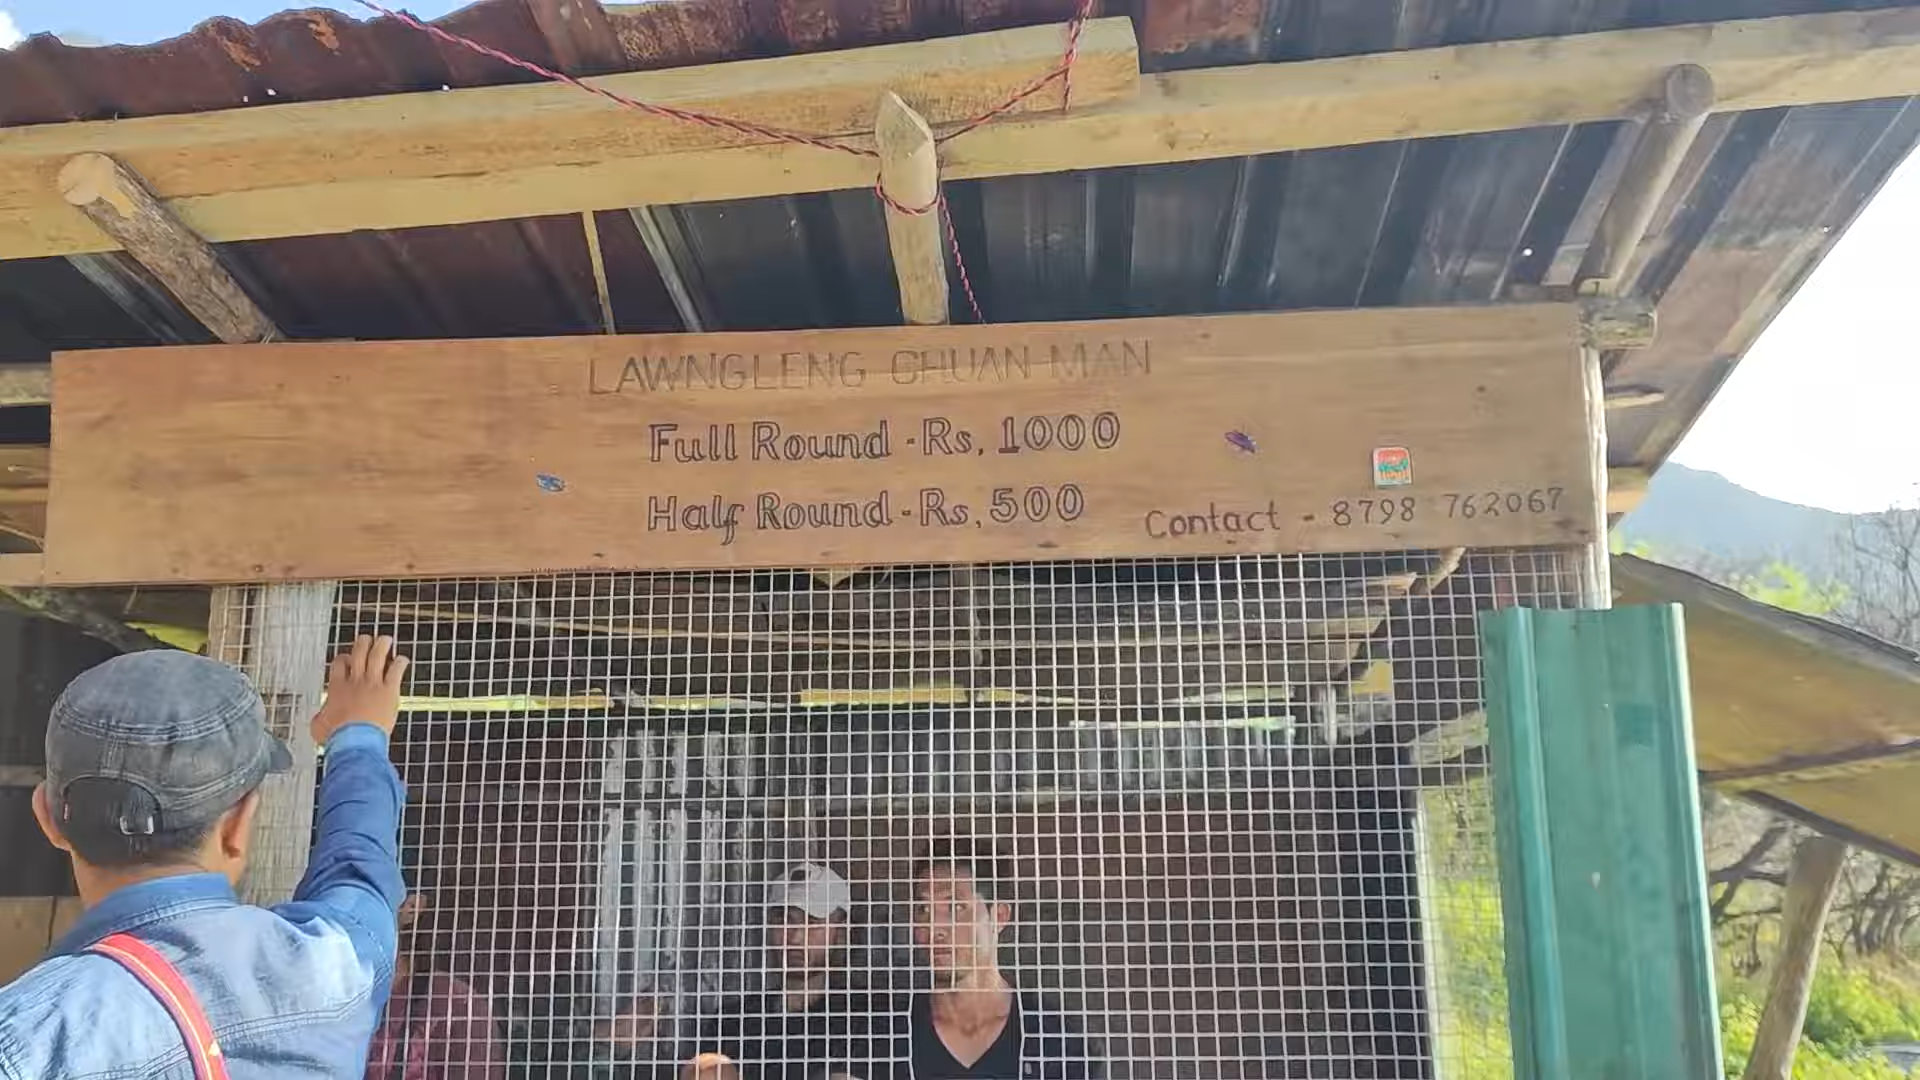 LAWNGLENG CHUAN MAN
Full Round - Rs. 1000
Half Round - Rs. 500
Contact - 8798 762067